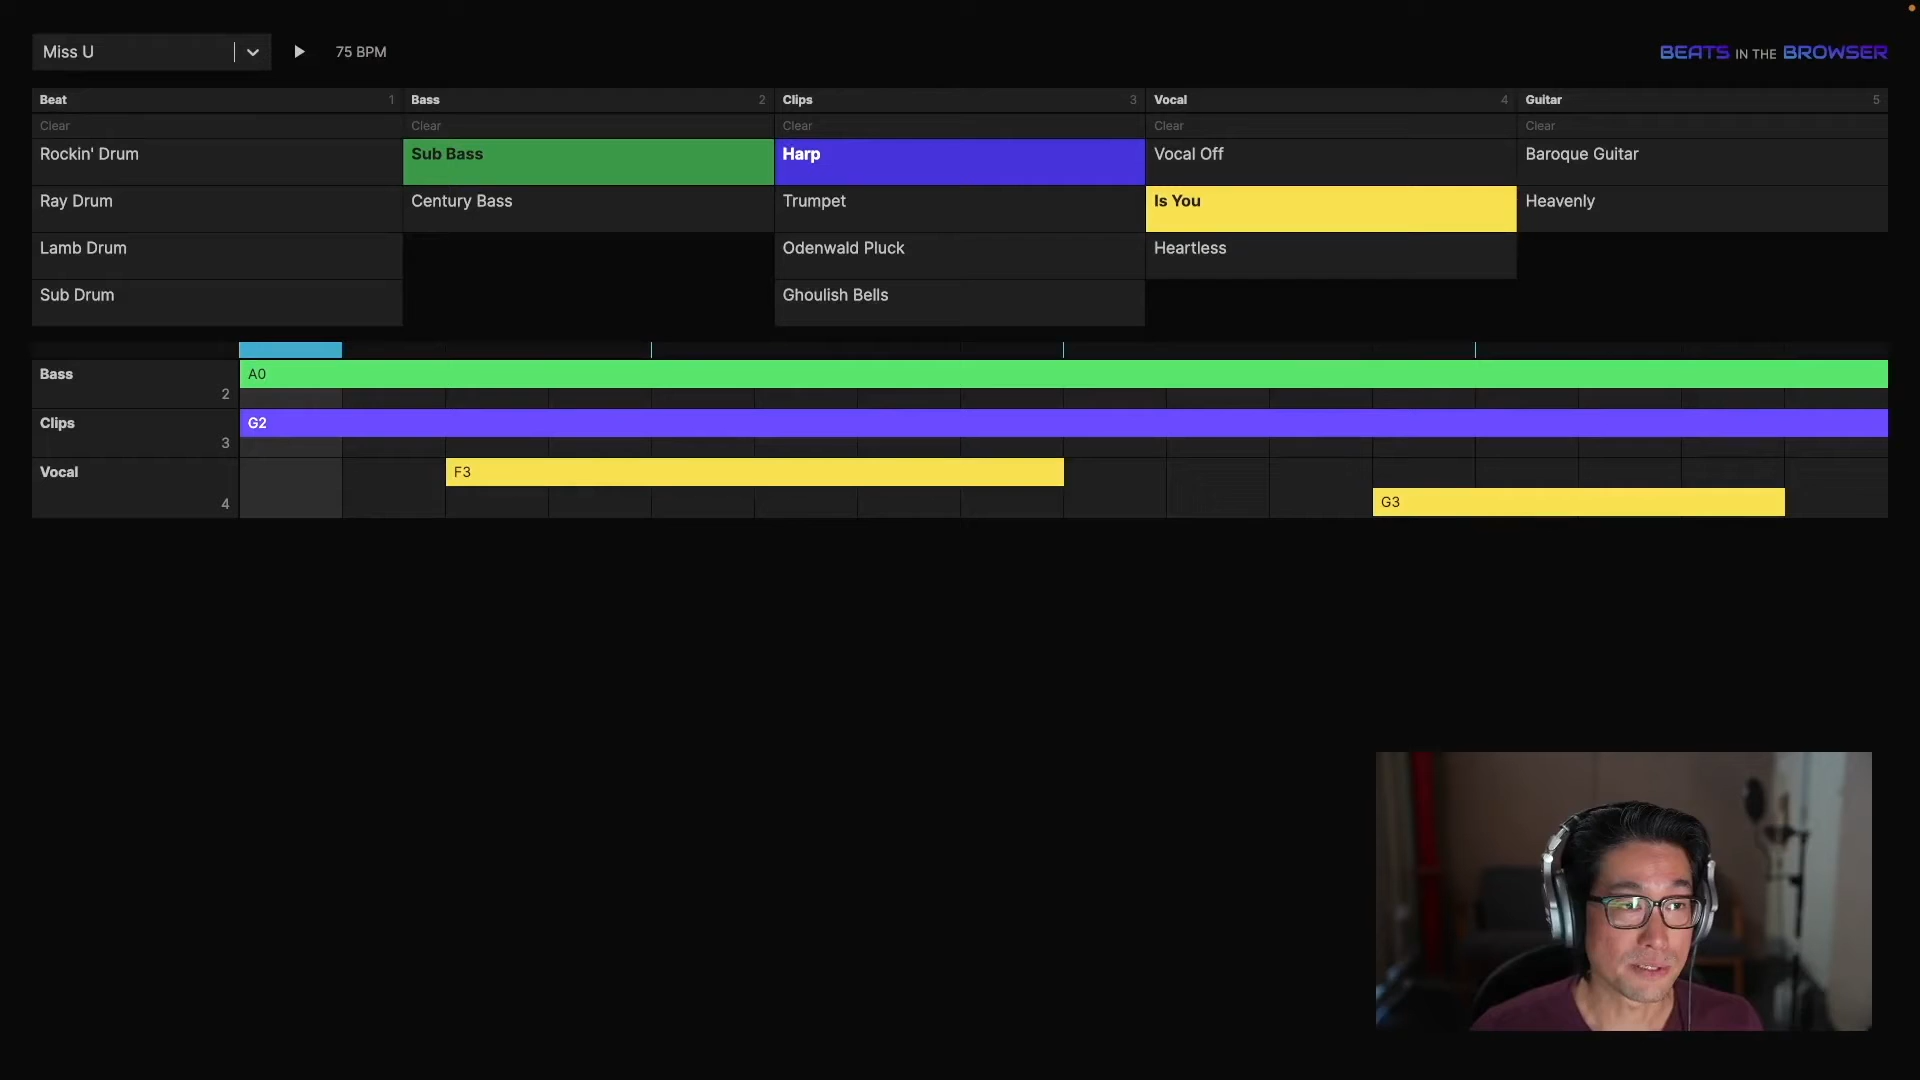 Miss U
75 BPM
BEATS IN THE BROWSER
Beat 1 Bass 2 Clips 3 Vocal 4 Guitar 5
Clear Clear Clear Clear Clear
Rockin' Drum Sub Bass Harp Vocal Off Baroque Guitar
Ray Drum Century Bass Trumpet Is You Heavenly
Lamb Drum Odenwald Pluck Heartless
Sub Drum Ghoulish Bells
Bass A0
2
Clips G2
3
Vocal F3
4 G3